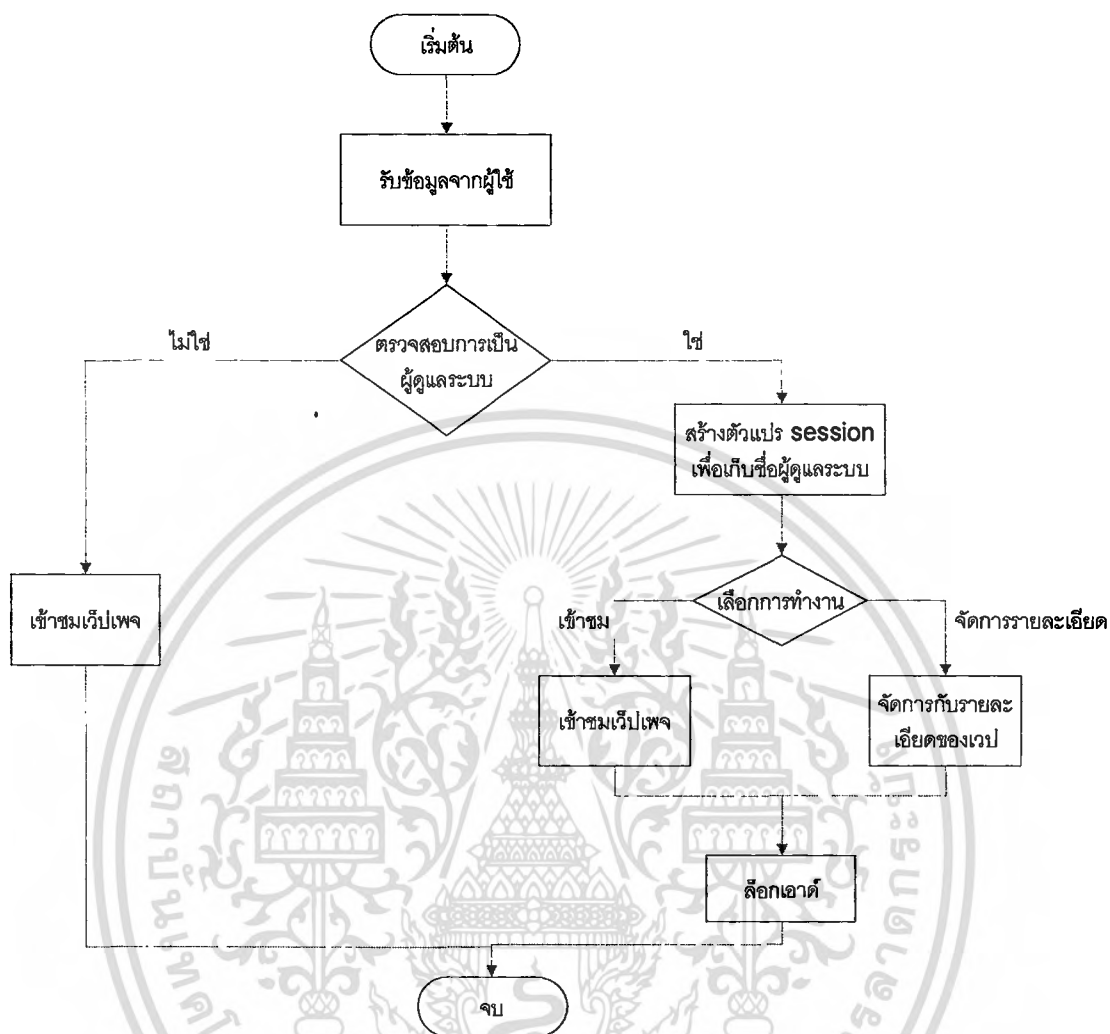 เริ่มต้น
รับข้อมูลจากผู้ใช้
ตรวจสอบการเป็น
ผู้ดูแลระบบ
ไม่ใช่
ใช่
สร้างตัวแปร session
เพื่อเก็บชื่อผู้ดูแลระบบ
เลือกการทำงาน
เข้าชม
จัดการรายละเอียด
เข้าชมเว็ปเพจ
เข้าชมเว็ปเพจ
จัดการกับรายละ
เอียดของเวป
ล็อกเอาด์
จบ